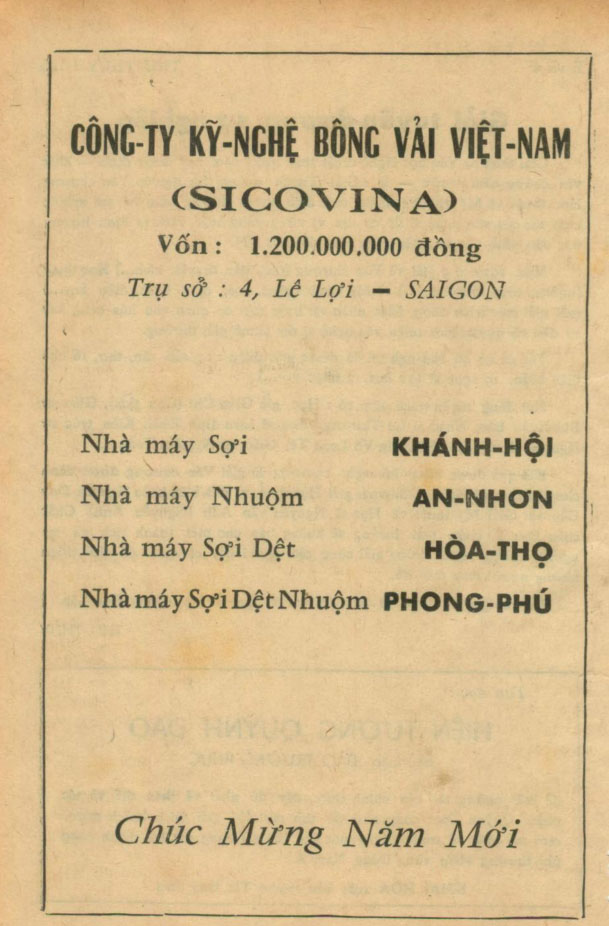 CÔNG-TY KỸ-NGHỆ BÔNG VẢI VIỆT-NAM
(SICOVINA)
Vốn : 1.200.000.000 đồng
Trụ sở : 4, Lê Lợi — SAIGON
Nhà máy Sợi KHÁNH-HỘI
Nhà máy Nhuộm AN-NHƠN
Nhà máy Sợi Dệt HÒA-THỌ
Nhà máy Sợi Dệt Nhuộm PHONG-PHÚ
Chúc Mừng Năm Mới